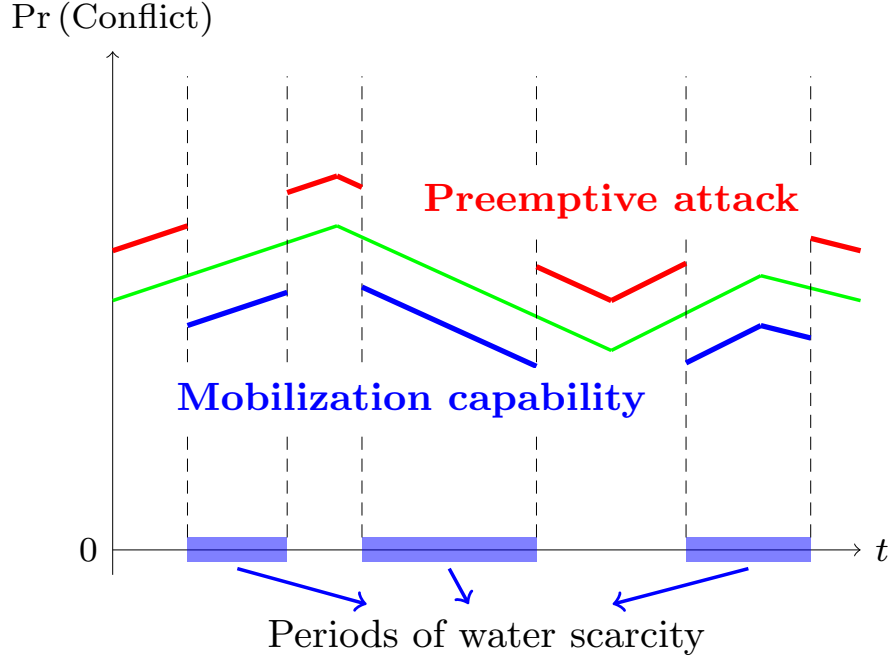 Pr (Conflict)
Preemptive attack
Mobilization capability
0
t
Periods of water scarcity